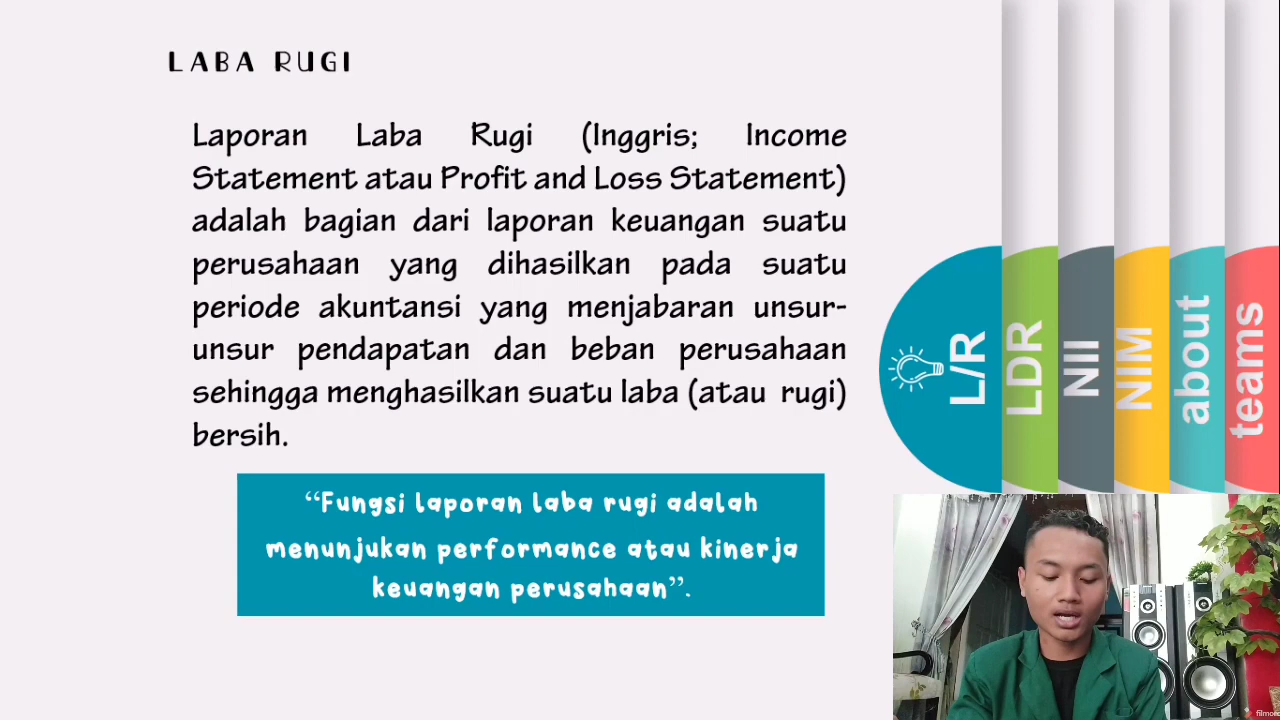 LABA RUGI
Laporan Laba Rugi (Inggris; Income
Statement atau Profit and Loss Statement)
adalah bagian dari laporan keuangan suatu
perusahaan yang dihasilkan pada suatu
periode akuntansi yang menjabaran unsur-
unsur pendapatan dan beban perusahaan
sehingga menghasilkan suatu laba (atau rugi)
bersih.
“Fungsi laporan laba rugi adalah
menunjukan performance atau kinerja
keuangan perusahaan”.
L/R
LDR
NII
NIM
about
teams